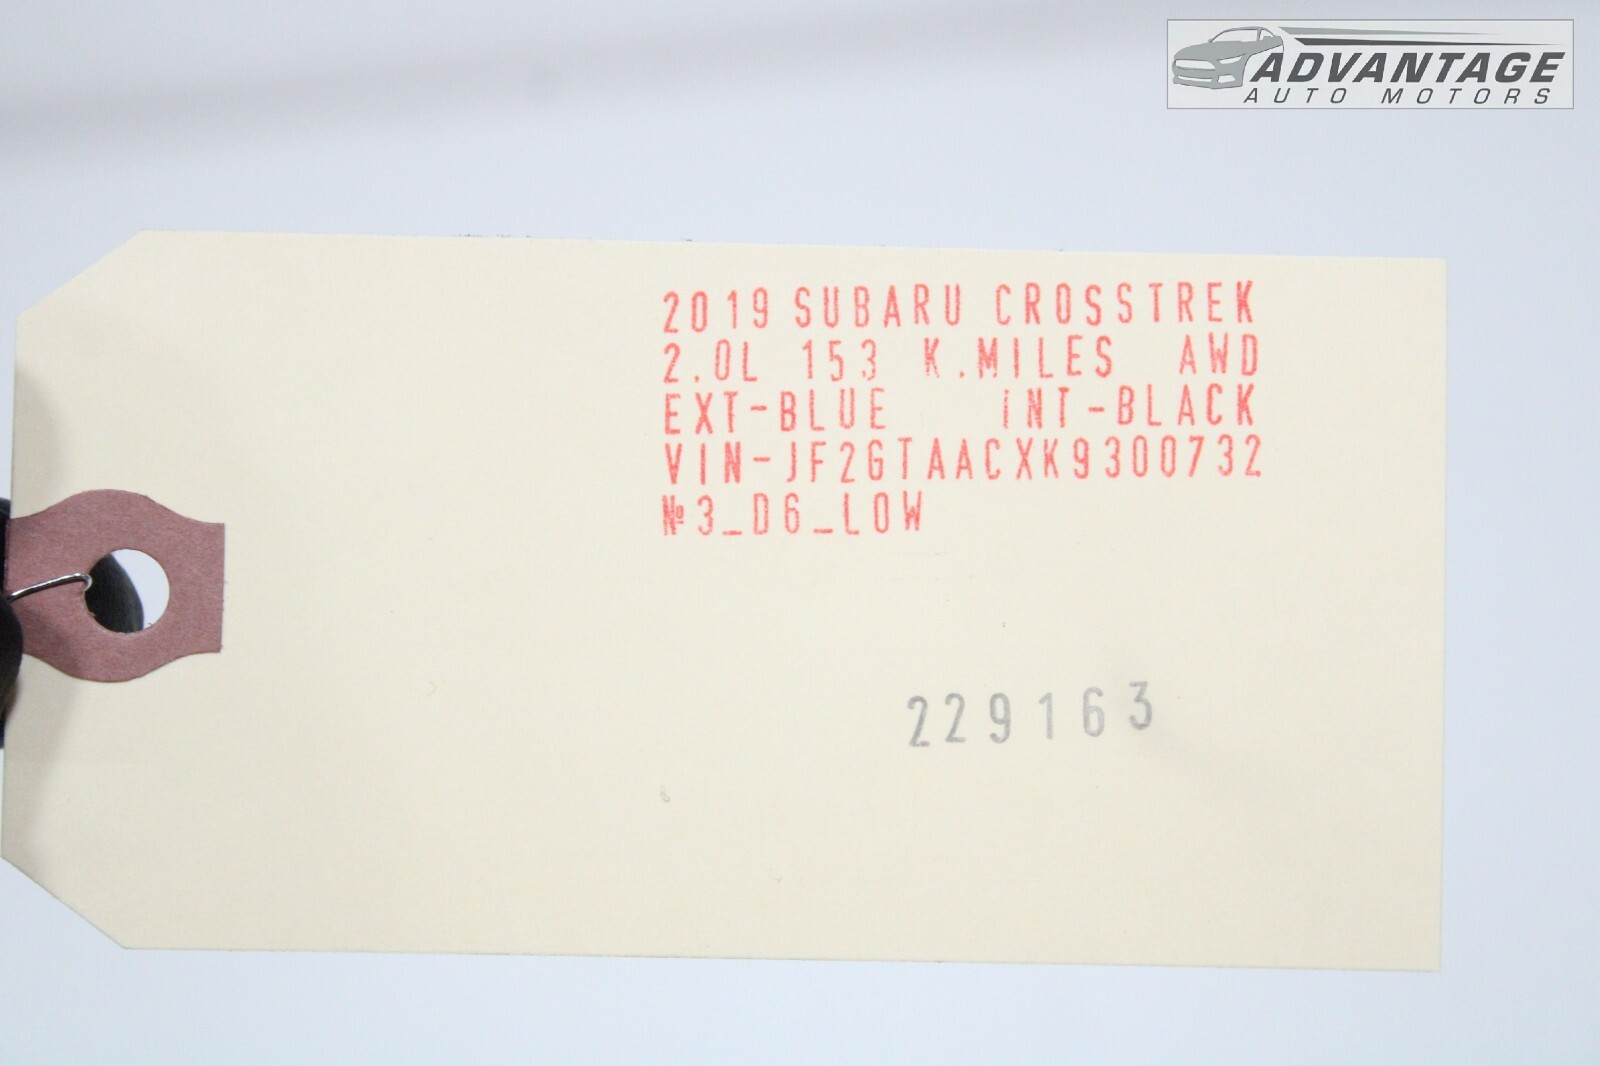 ADVANTAGE
AUTO MOTORS
2019 SUBARU CROSSTREK
2.0L 153 K.MILES AWD
EXT-BLUE INT-BLACK
VIN-JF2GTAACXK9300732
№3_D6_LOW
229163